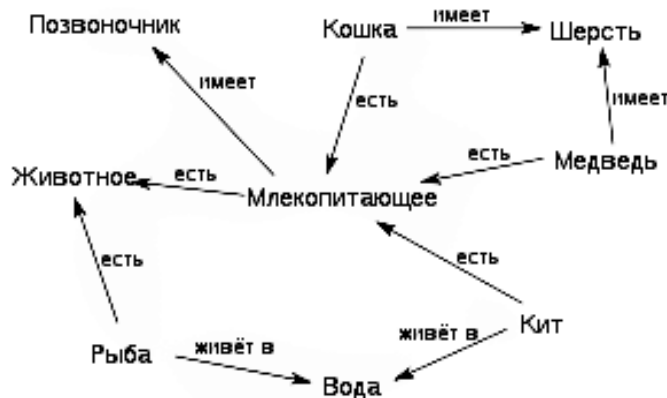 Позвоночник
Кошка
имеет
Шерсть
имеет
есть
имеет
Животное
есть
Млекопитающее
есть
Медведь
есть
есть
Рыба
живёт в
Вода
живёт в
Кит